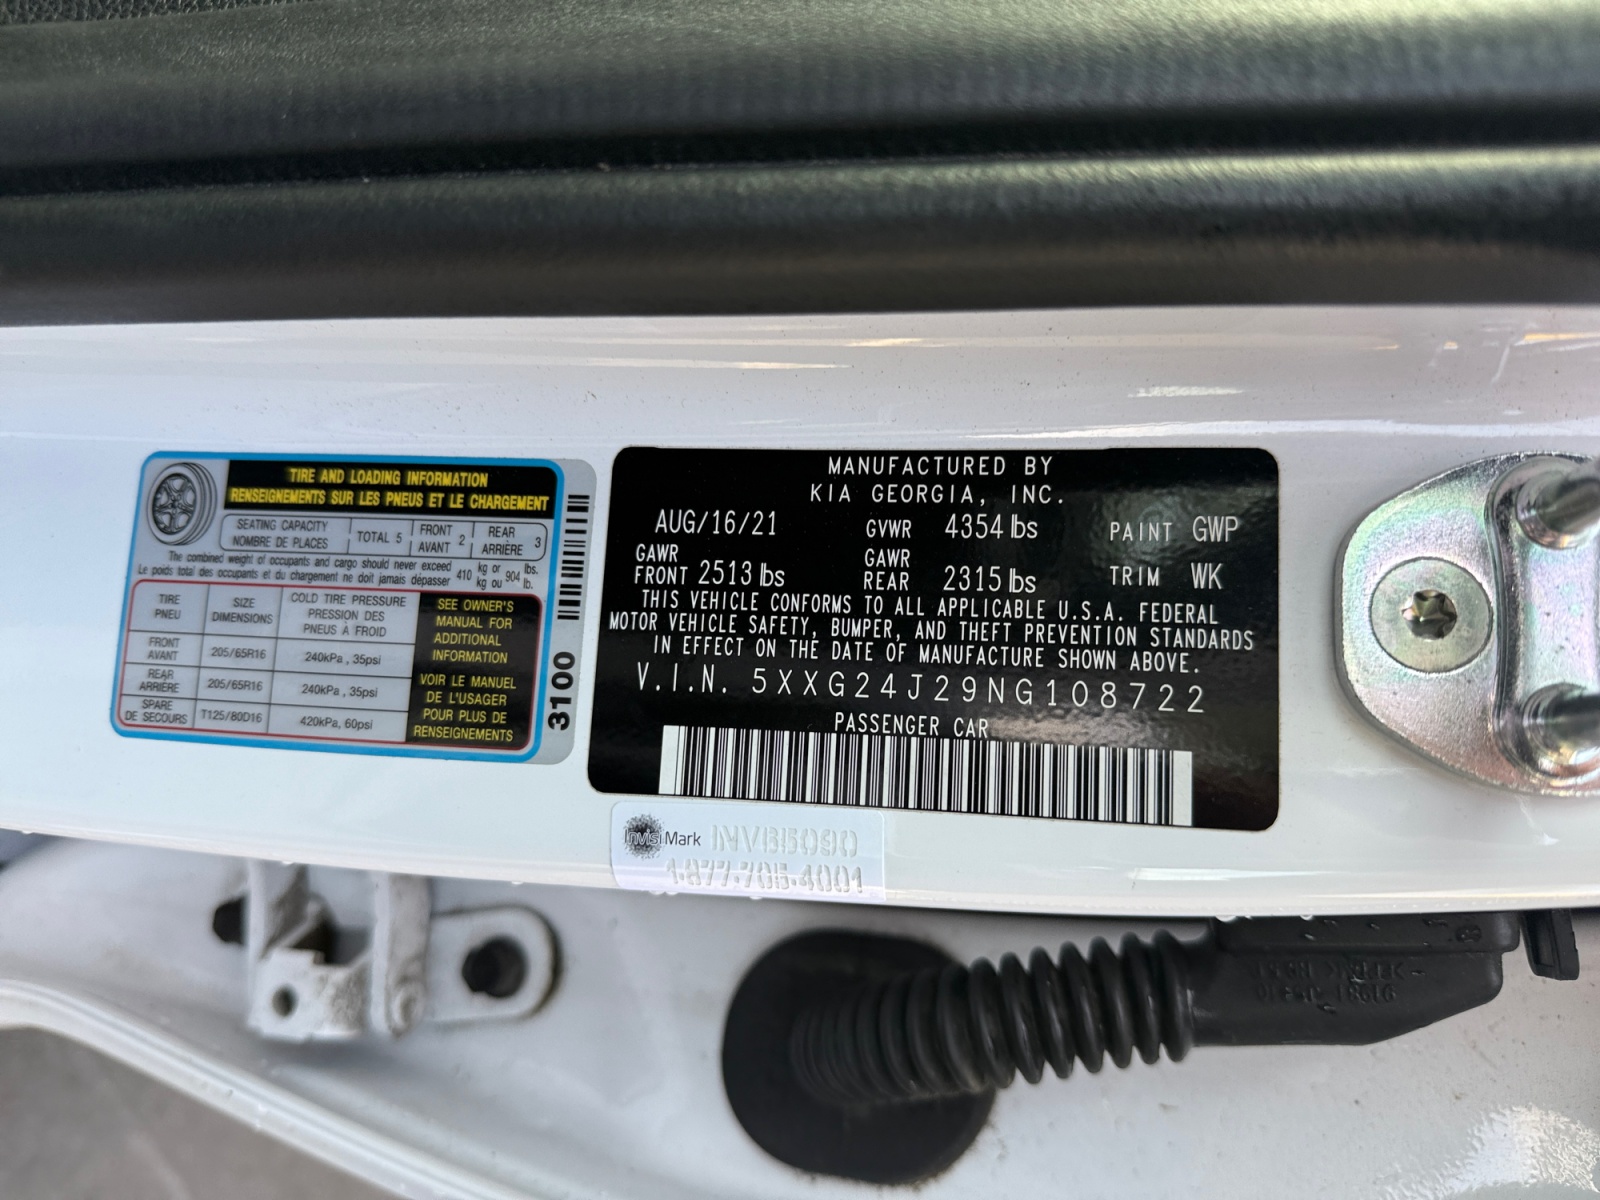 TIRE AND LOADING INFORMATION
RENSEIGNEMENTS SUR LES PNEUS ET LE CHARGEMENT
SEATING CAPACITY
NOMBRE DE PLACES
TOTAL 5
FRONT
AVANT 2
REAR
ARRIÈRE 3
The combined weight of occupants and cargo should never exceed 410 kg or 904 lbs.
Le poids total des occupants et du chargement ne doit jamais dépasser kg ou lb.
TIRE
PNEU
SIZE
DIMENSIONS
COLD TIRE PRESSURE
PRESSION DES
PNEUS À FROID
FRONT
AVANT
205/65R16
240kPa , 35psi
REAR
ARRIÈRE
205/65R16
240kPa , 35psi
SPARE
DE SECOURS
T125/80D16
420kPa, 60psi
SEE OWNER'S
MANUAL FOR
ADDITIONAL
INFORMATION
VOIR LE MANUEL
DE L'USAGER
POUR PLUS DE
RENSEIGNEMENTS
3100
MANUFACTURED BY
KIA GEORGIA, INC.
AUG/16/21 GVWR 4354 lbs PAINT GWP
GAWR
FRONT 2513 lbs
GAWR
REAR 2315 lbs
TRIM WK
THIS VEHICLE CONFORMS TO ALL APPLICABLE U.S.A. FEDERAL
MOTOR VEHICLE SAFETY, BUMPER, AND THEFT PREVENTION STANDARDS
IN EFFECT ON THE DATE OF MANUFACTURE SHOWN ABOVE.
V.I.N. 5XXG24J29NG108722
PASSENGER CAR
InvisiMark INVB5090
1-877-705-4001